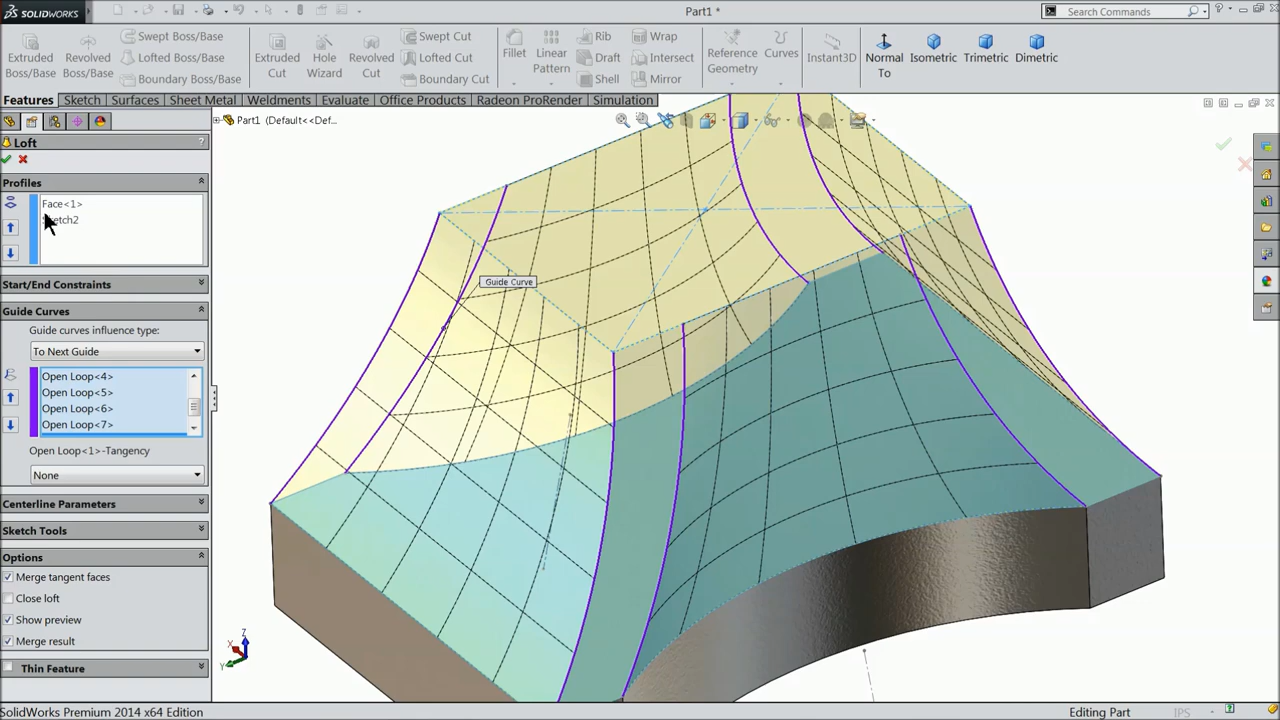 SOLIDWORKS
Part1 *
Search Commands
Extruded Boss/Base
Revolved Boss/Base
Swept Boss/Base
Lofted Boss/Base
Boundary Boss/Base
Extruded Cut
Hole Wizard
Revolved Cut
Swept Cut
Lofted Cut
Boundary Cut
Fillet
Linear Pattern
Rib
Draft
Shell
Wrap
Intersect
Mirror
Reference Geometry
Curves
Instant3D
Normal To
Isometric
Trimetric
Dimetric
Features
Sketch
Surfaces
Sheet Metal
Weldments
Evaluate
Office Products
Radeon ProRender
Simulation
Part1 (Default<<Def...
Loft
?
Profiles
Face<1>
Start/End Constraints
Guide Curves
Guide curves influence type:
To Next Guide
Open Loop<4>
Open Loop<5>
Open Loop<6>
Open Loop<7>
Open Loop<1>-Tangency
None
Centerline Parameters
Sketch Tools
Options
Merge tangent faces
Close loft
Show preview
Merge result
Thin Feature
Guide Curve
Z
X
Y
SolidWorks Premium 2014 x64 Edition
Editing Part
IPS